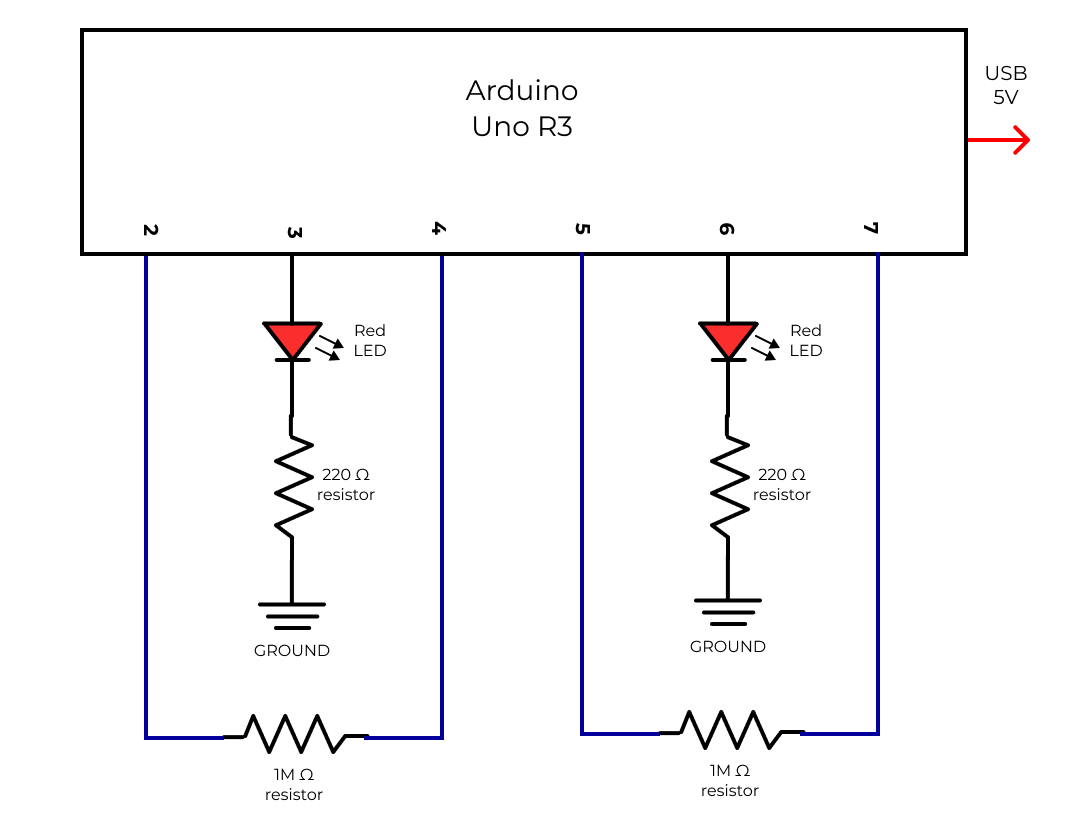 Arduino
Uno R3
USB
5V
2
3
4
5
6
7
Red
LED
Red
LED
220 Ω
resistor
220 Ω
resistor
GROUND
GROUND
1M Ω
resistor
1M Ω
resistor